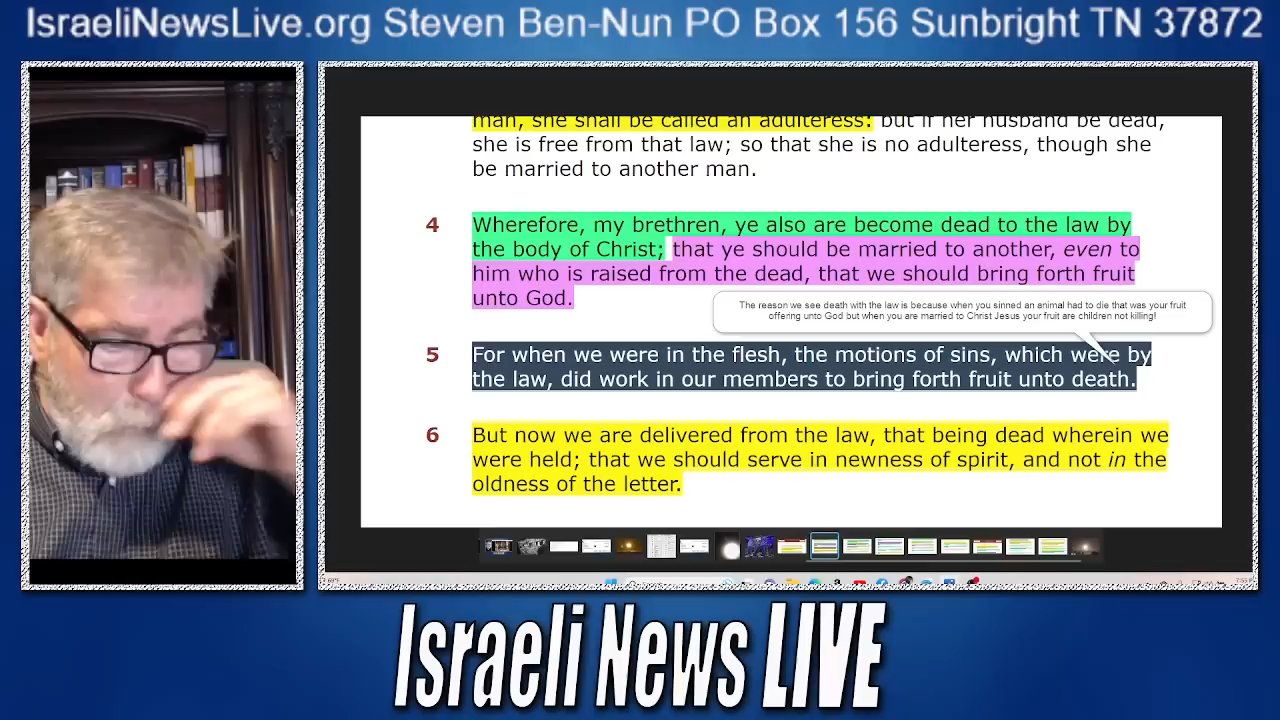 IsraeliNewsLive.org Steven Ben-Nun PO Box 156 Sunbright TN 37872
man, she shall be called an adulteress: but if her husband be dead,
she is free from that law; so that she is no adulteress, though she
be married to another man.
4 Wherefore, my brethren, ye also are become dead to the law by
the body of Christ; that ye should be married to another, even to
him who is raised from the dead, that we should bring forth fruit
unto God.
The reason we see death with the law is because when you sinned an animal had to die that was your fruit
offering unto God but when you are married to Christ Jesus your fruit are children not killing!
5 For when we were in the flesh, the motions of sins, which were by
the law, did work in our members to bring forth fruit unto death.
6 But now we are delivered from the law, that being dead wherein we
were held; that we should serve in newness of spirit, and not in the
oldness of the letter.
Israeli News LIVE